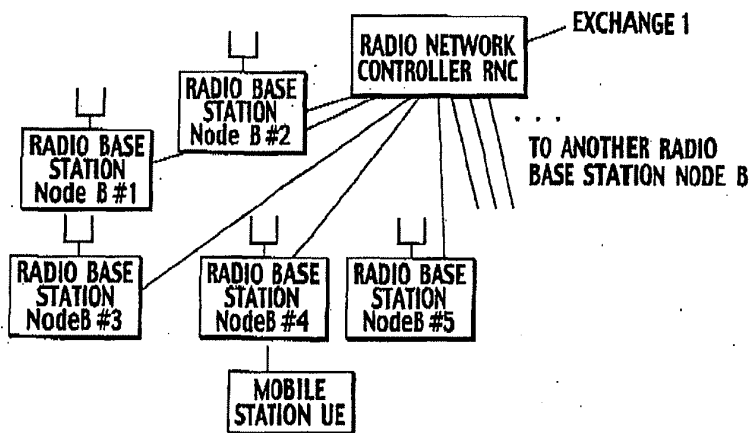 EXCHANGE 1
RADIO NETWORK
CONTROLLER RNC
RADIO BASE
STATION
Node B #2
RADIO BASE
STATION
Node B #1
. . .
TO ANOTHER RADIO
BASE STATION NODE B
RADIO BASE
STATION
NodeB #3
RADIO BASE
STATION
NodeB #4
RADIO BASE
STATION
NodeB #5
MOBILE
STATION UE